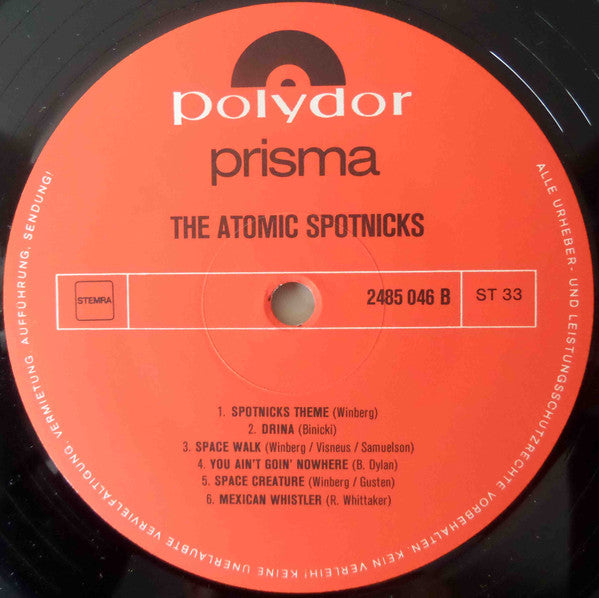 polydor
prisma
THE ATOMIC SPOTNICKS
STEMRA
2485 046 B
ST 33
1. SPOTNICKS THEME (Winberg)
2. DRINA (Binicki)
3. SPACE WALK (Winberg / Visneus / Samuelson)
4. YOU AIN'T GOIN' NOWHERE (B. Dylan)
5. SPACE CREATURE (Winberg / Gusten)
6. MEXICAN WHISTLER (R. Whittaker)
ALLE URHEBER- UND LEISTUNGSSCHUTZRECHTE VORBEHALTEN. KEIN VERLEIH! KEINE UNERLAUBTE VERVIELFÄLTIGUNG, VERMIETUNG, AUFFÜHRUNG, SENDUNG!